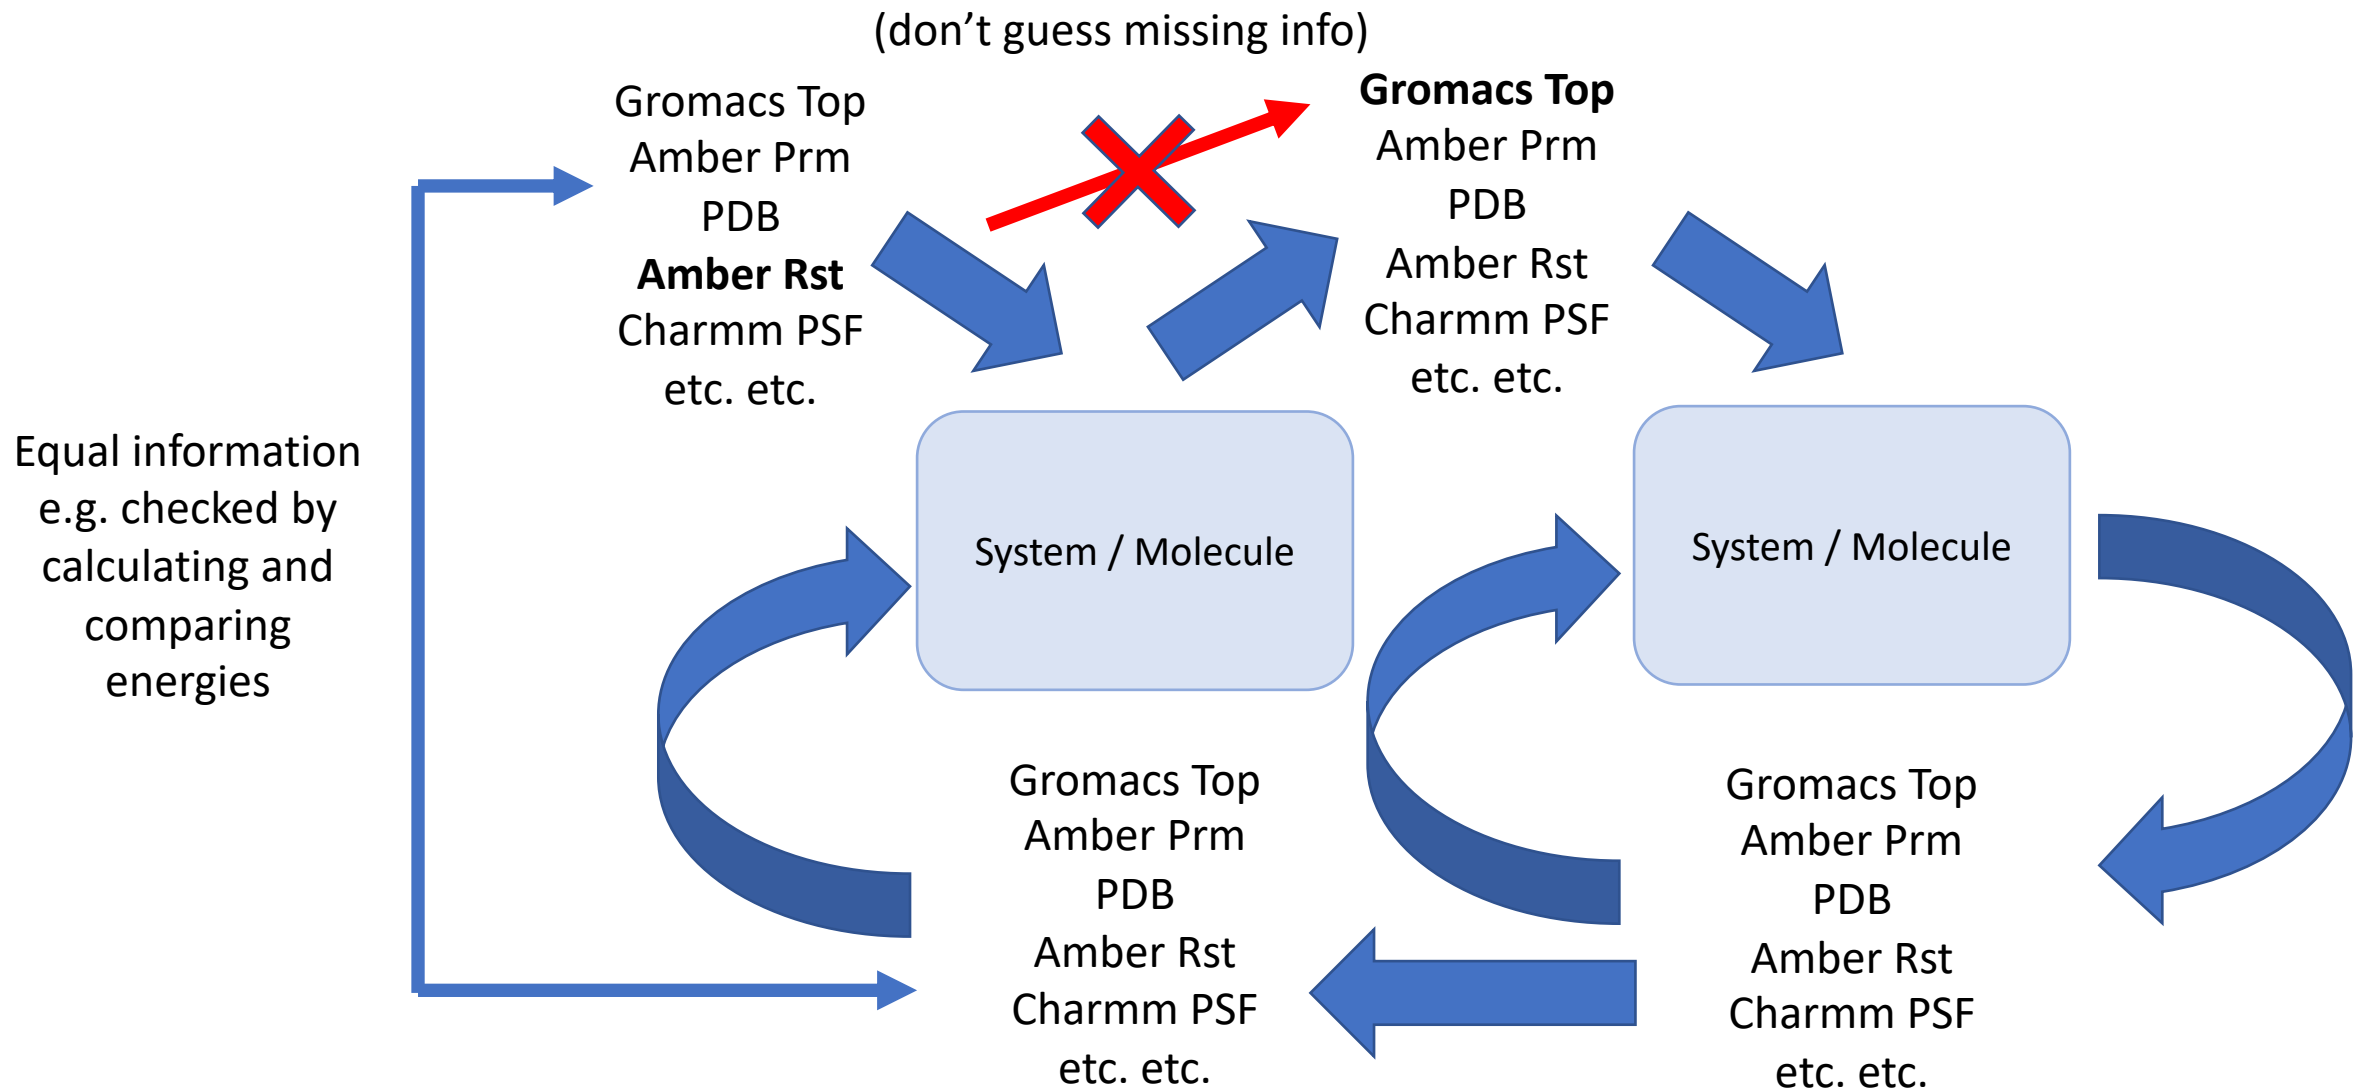 (don’t guess missing info)
Gromacs Top
Amber Prm
PDB
Amber Rst
Charmm PSF
etc. etc.
Gromacs Top
Amber Prm
PDB
Amber Rst
Charmm PSF
etc. etc.
Equal information
e.g. checked by
calculating and
comparing
energies
System / Molecule
System / Molecule
Gromacs Top
Amber Prm
PDB
Amber Rst
Charmm PSF
etc. etc.
Gromacs Top
Amber Prm
PDB
Amber Rst
Charmm PSF
etc. etc.